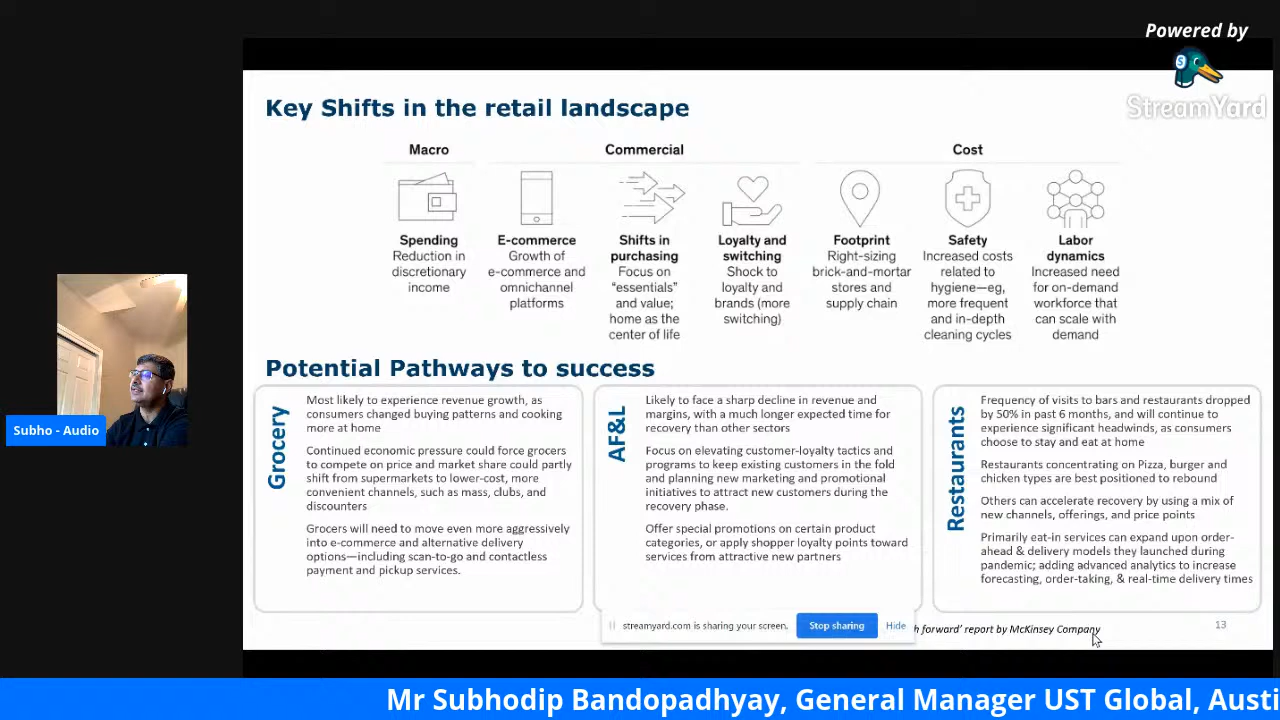 Powered by
StreamYard
Key Shifts in the retail landscape
Macro
Commercial
Cost
Spending
Reduction in
discretionary
income
E-commerce
Growth of
e-commerce and
omnichannel
platforms
Shifts in
purchasing
Focus on
“essentials”
and value;
home as the
center of life
Loyalty and
switching
Shock to
loyalty and
brands (more
switching)
Footprint
Right-sizing
brick-and-mortar
stores and
supply chain
Safety
Increased costs
related to
hygiene—eg,
more frequent
and in-depth
cleaning cycles
Labor
dynamics
Increased need
for on-demand
workforce that
can scale with
demand
Potential Pathways to success
Grocery
Most likely to experience revenue growth, as
consumers changed buying patterns and cooking
more at home
Continued economic pressure could force grocers
to compete on price and market share could partly
shift from supermarkets to lower-cost, more
convenient channels, such as mass, clubs, and
discounters
Grocers will need to move even more aggressively
into e-commerce and alternative delivery
options—including scan-to-go and contactless
payment and pickup services.
AF&L
Likely to face a sharp decline in revenue and
margins, with a much longer expected time for
recovery than other sectors
Focus on elevating customer-loyalty tactics and
programs to keep existing customers in the fold
and planning new marketing and promotional
initiatives to attract new customers during the
recovery phase.
Offer special promotions on certain product
categories, or apply shopper loyalty points toward
services from attractive new partners
Restaurants
Frequency of visits to bars and restaurants dropped
by 50% in past 6 months, and will continue to
experience significant headwinds, as consumers
choose to stay and eat at home
Restaurants concentrating on Pizza, burger and
chicken types are best positioned to rebound
Others can accelerate recovery by using a mix of
new channels, offerings, and price points
Primarily eat-in services can expand upon order-
ahead & delivery models they launched during
pandemic; adding advanced analytics to increase
forecasting, order-taking, & real-time delivery times
Subho - Audio
streamyard.com is sharing your screen. Stop sharing Hide
h forward’ report by McKinsey Company
13
Mr Subhodip Bandopadhyay, General Manager UST Global, Austi